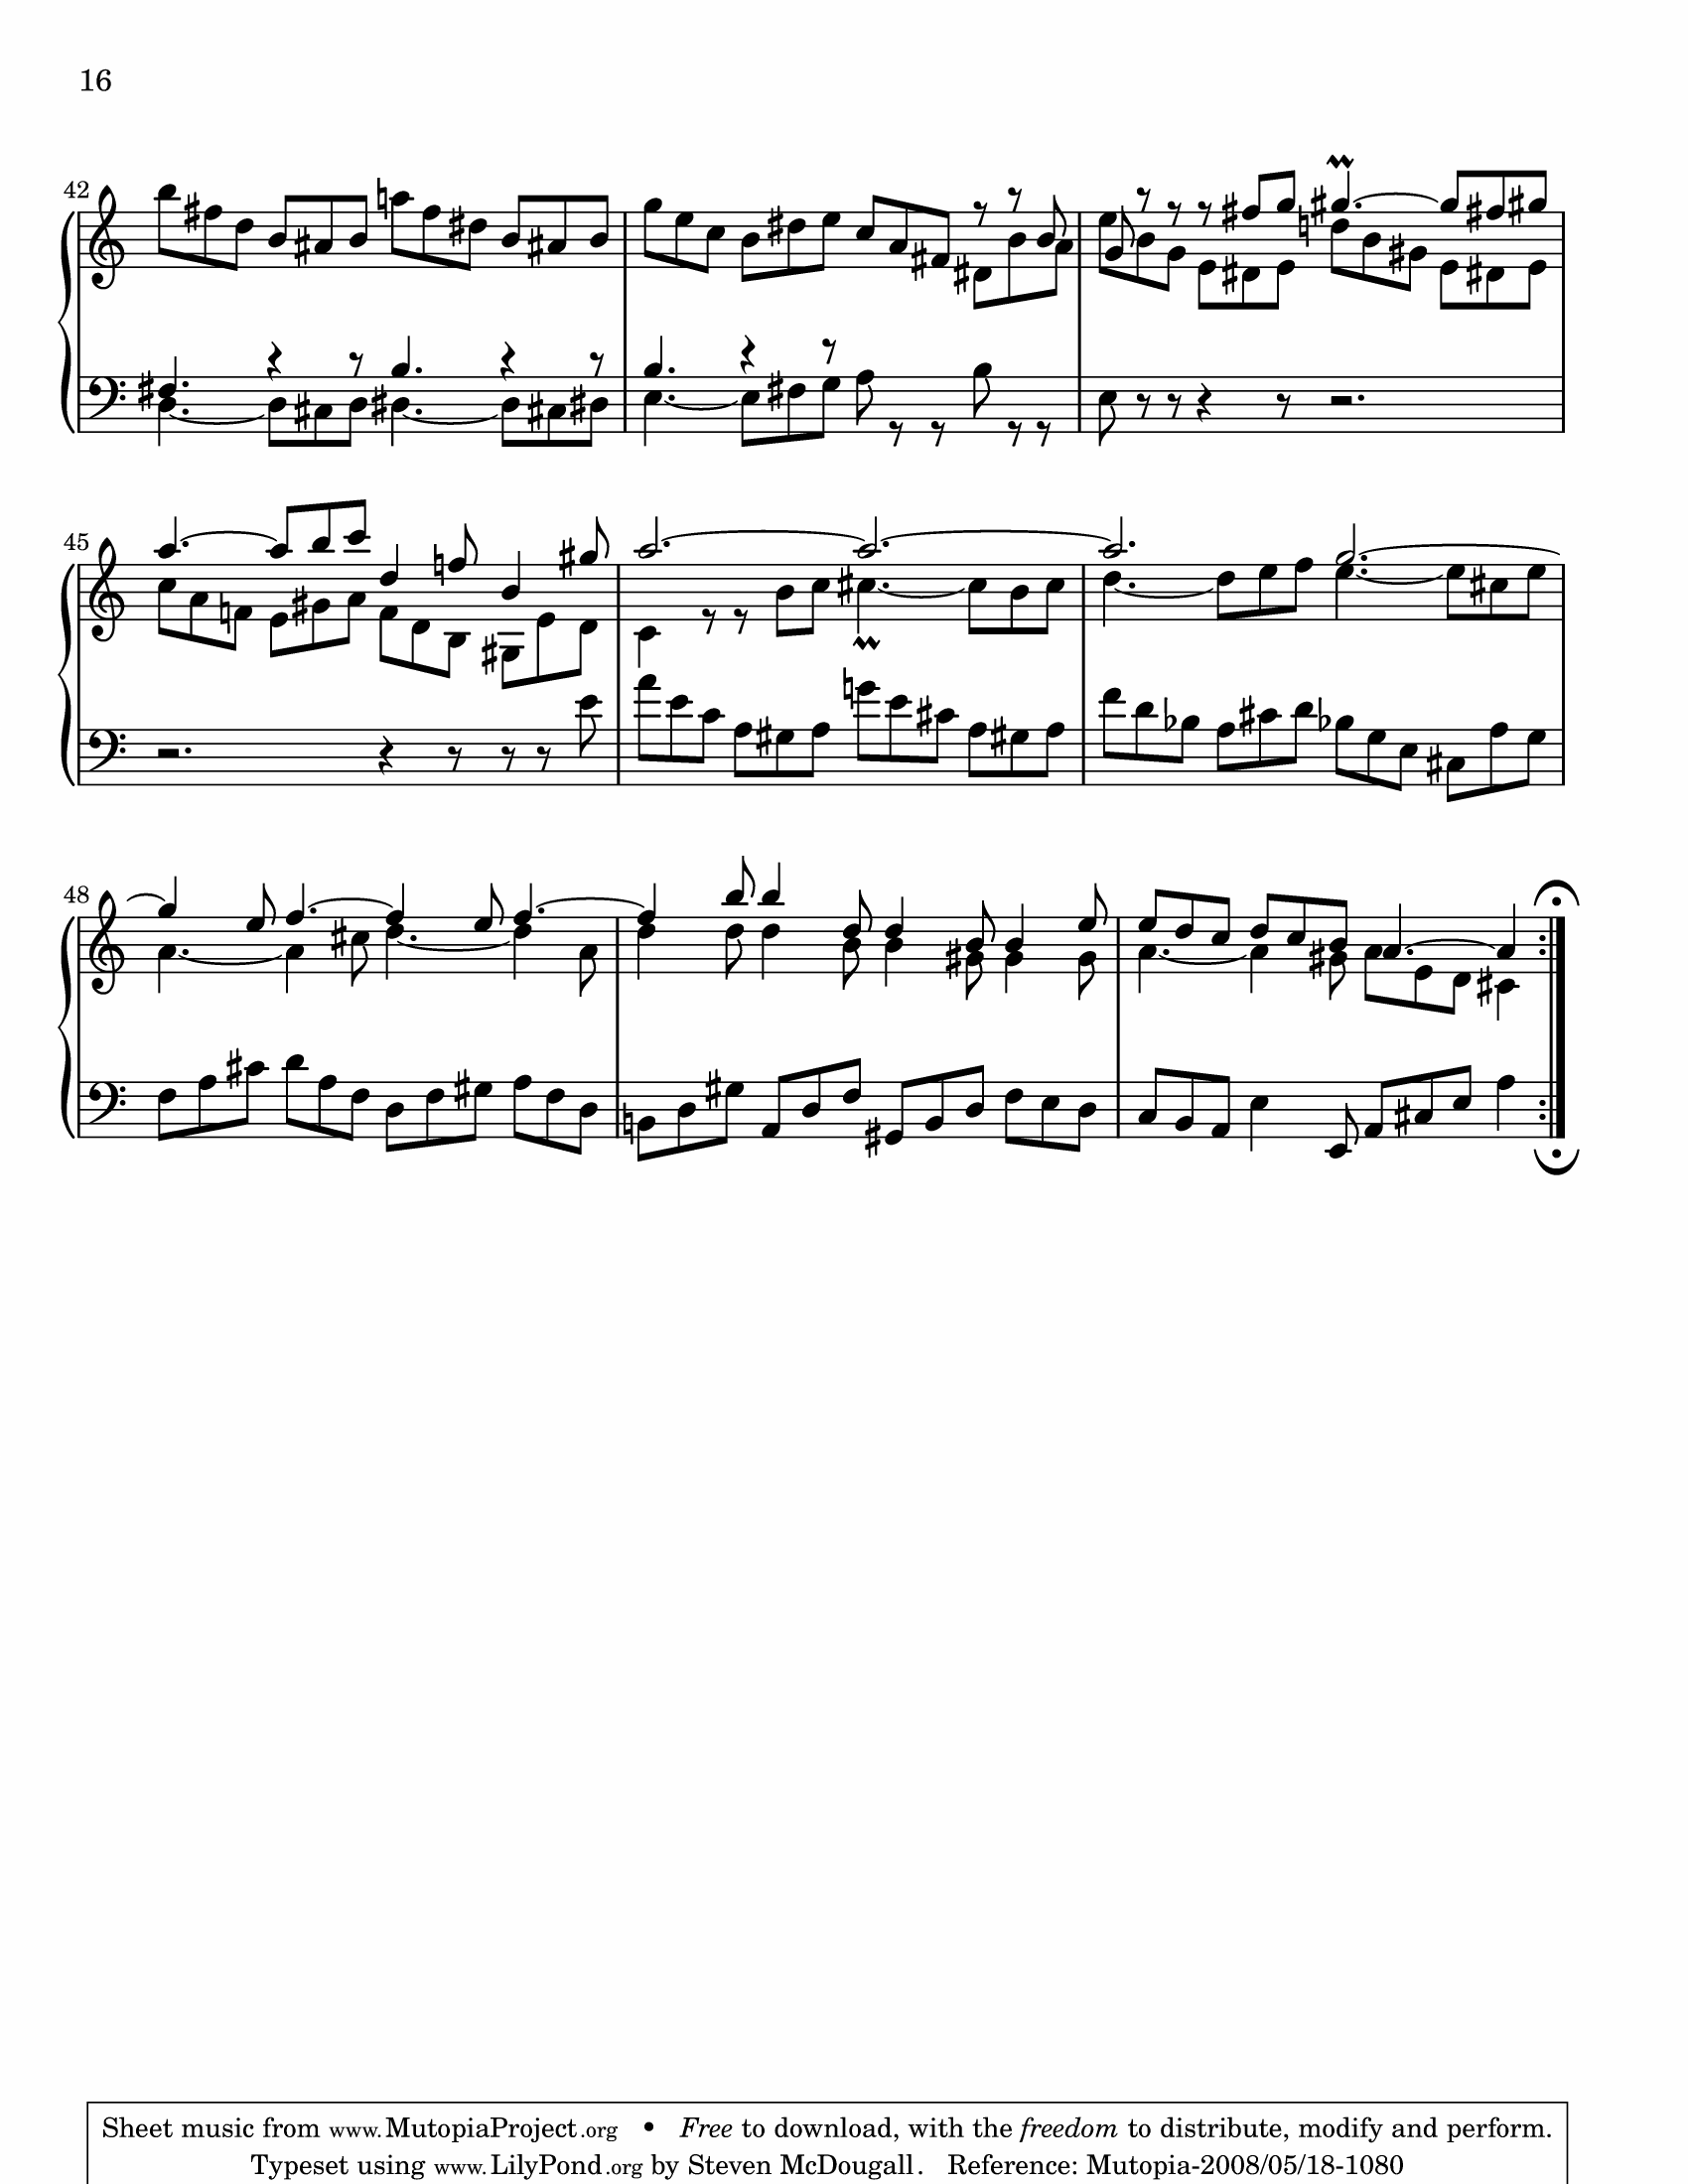 16
42
45
48
Sheet music from www.MutopiaProject.org • Free to download, with the freedom to distribute, modify and perform.
Typeset using www.LilyPond.org by Steven McDougall. Reference: Mutopia-2008/05/18-1080